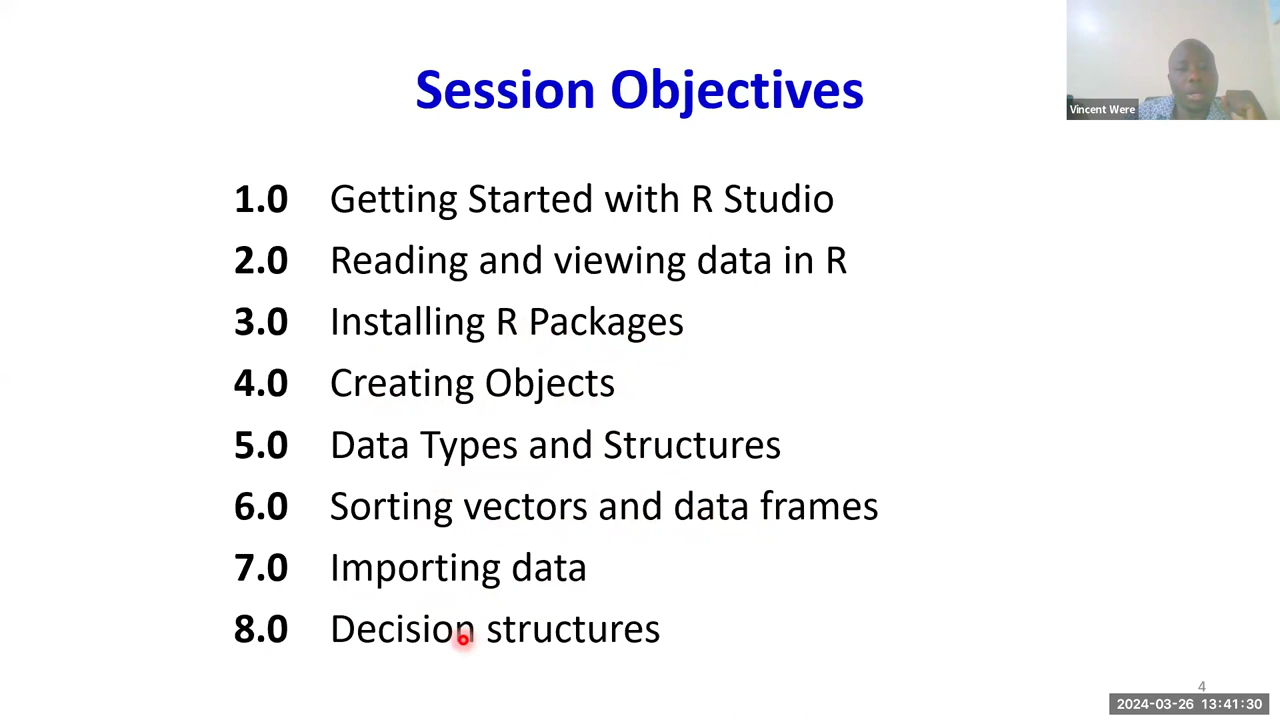 Session Objectives
Vincent Were
1.0 Getting Started with R Studio
2.0 Reading and viewing data in R
3.0 Installing R Packages
4.0 Creating Objects
5.0 Data Types and Structures
6.0 Sorting vectors and data frames
7.0 Importing data
8.0 Decision structures
4
2024-03-26 13:41:30